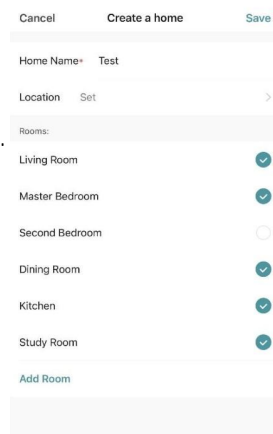 Cancel Create a home Save
Home Name* Test
Location Set
Rooms:
Living Room
Master Bedroom
Second Bedroom
Dining Room
Kitchen
Study Room
Add Room